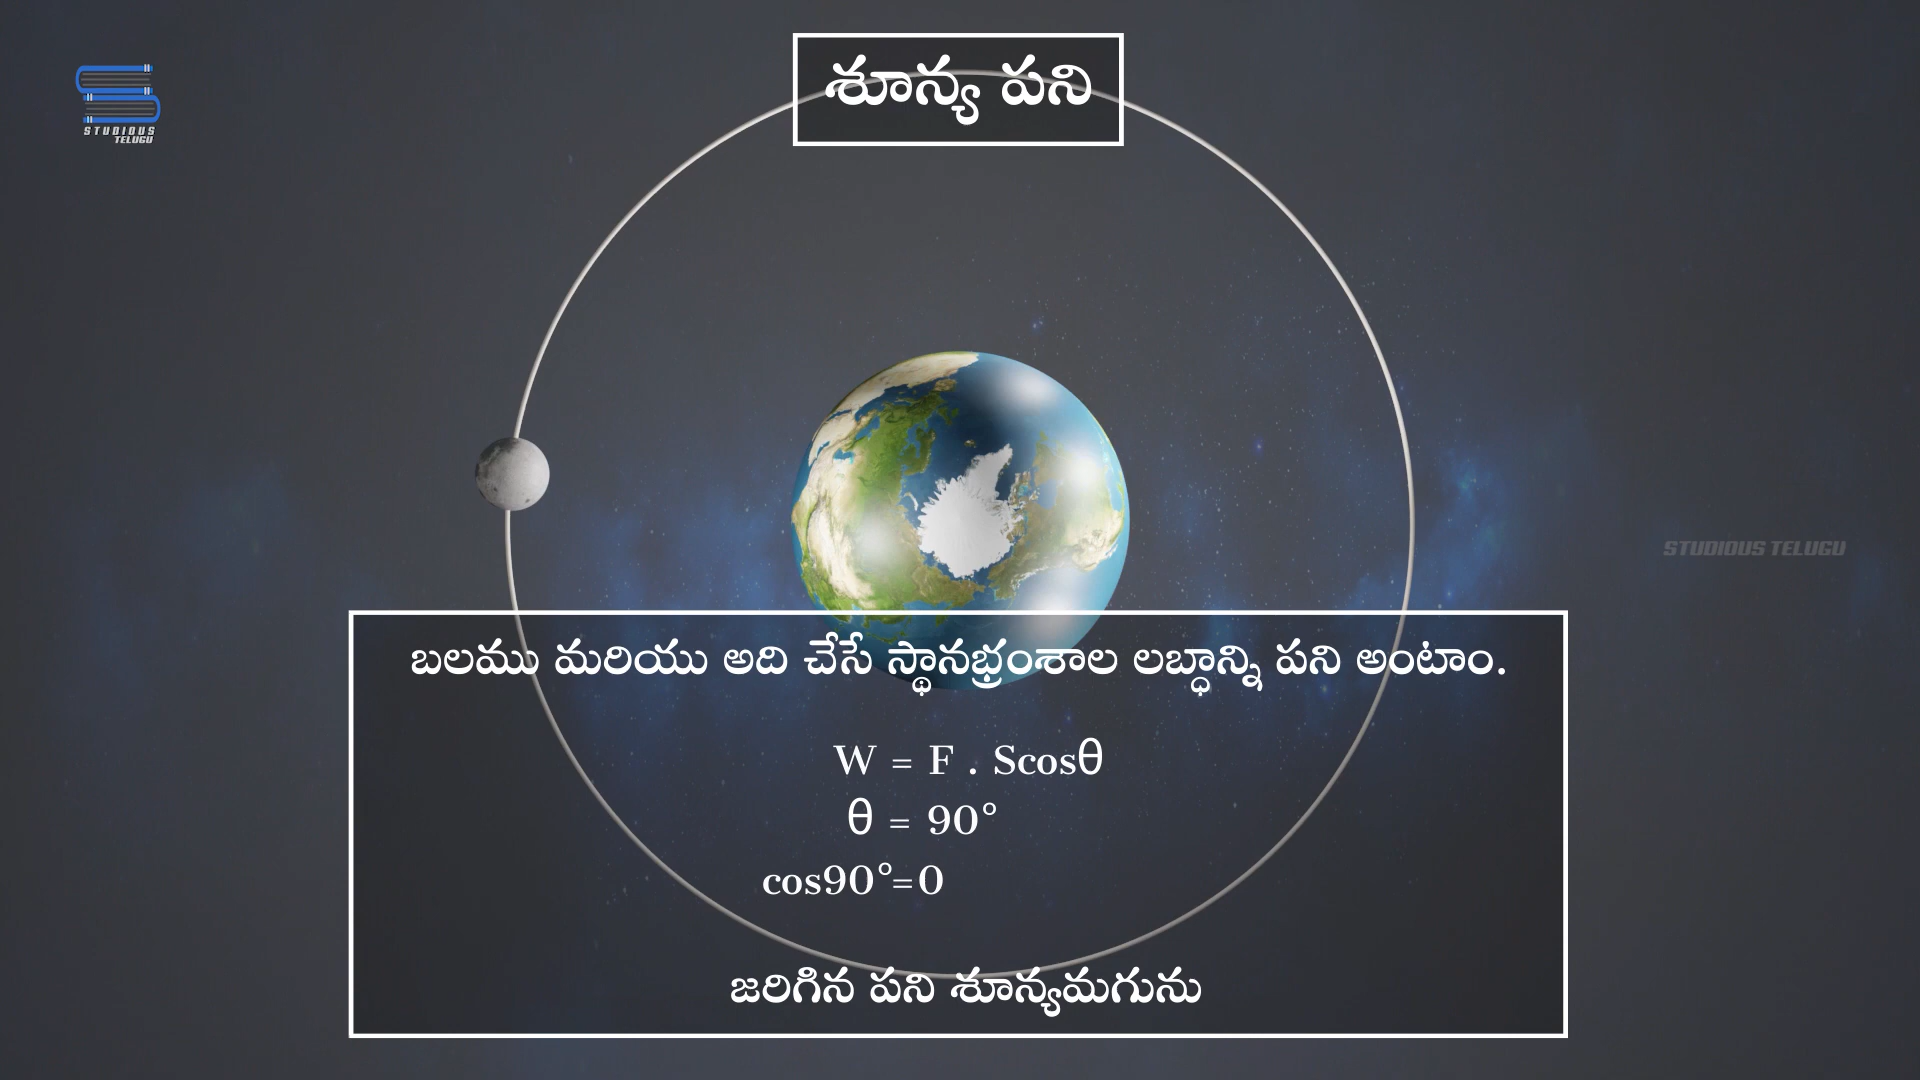 శూన్య పని
STUDIOUS
TELUGU
STUDIOUS TELUGU
బలము మరియు అది చేసే స్థానభ్రంశాల లబ్ధాన్ని పని అంటాం.
W = F . Scosθ
θ = 90°
cos90°=0
జరిగిన పని శూన్యమగును